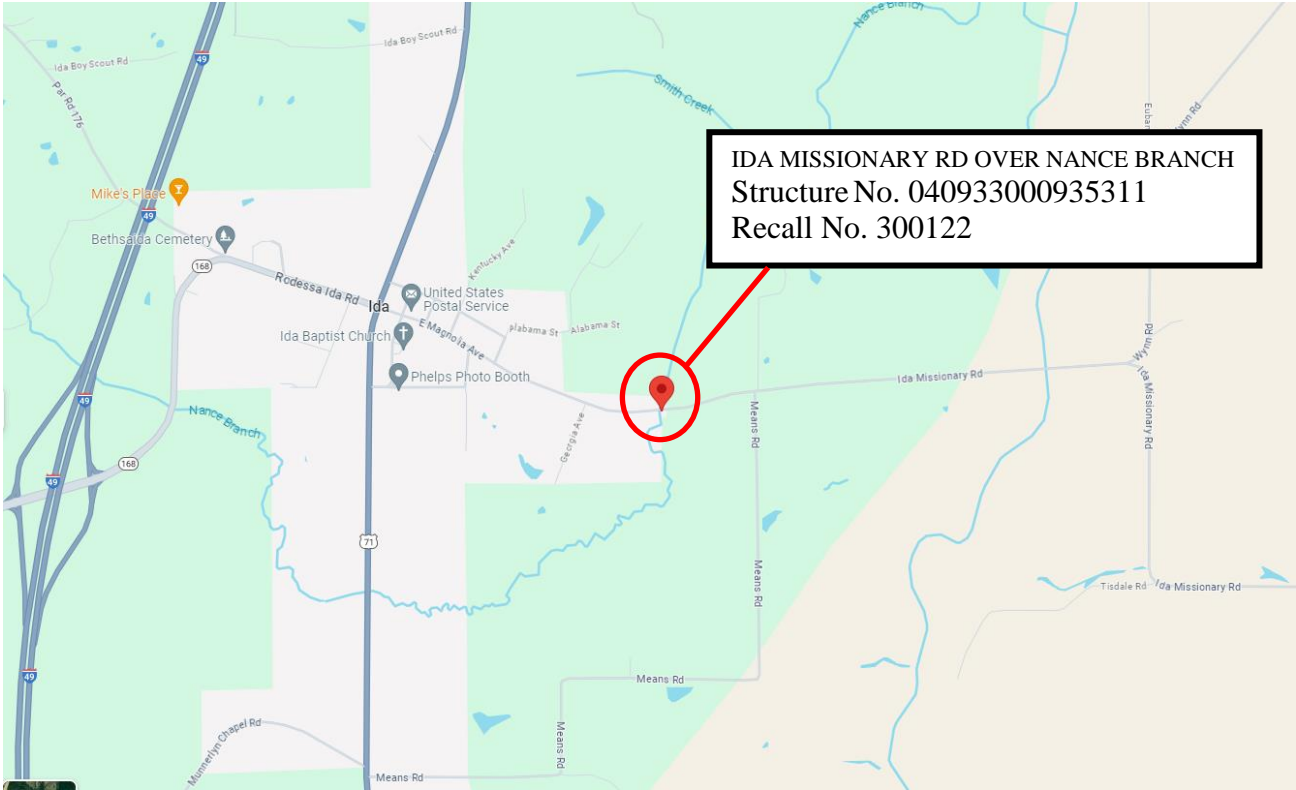 Nance Branch
Ida Boy Scout Rd
Ida Boy Scout Rd
49
Par Rd 176
Smith Creek
Wynn Rd
IDA MISSIONARY RD OVER NANCE BRANCH
Structure No. 040933000935311
Recall No. 300122
Mike's Place
49
Bethsaida Cemetery
168
Kentucky Ave
Rodessa Ida Rd
Ida
United States
Postal Service
E Magnolia Ave
Alabama St
Alabama St
Ida Baptist Church
Phelps Photo Booth
Wynn Rd
Ida Missionary Rd
Ida Missionary Rd
49
Nance Branch
Georgia Ave
Means Rd
168
49
71
Means Rd
Tisdale Rd
Ida Missionary Rd
49
Means Rd
Munnerlyn Chapel Rd
Means Rd
Means Rd